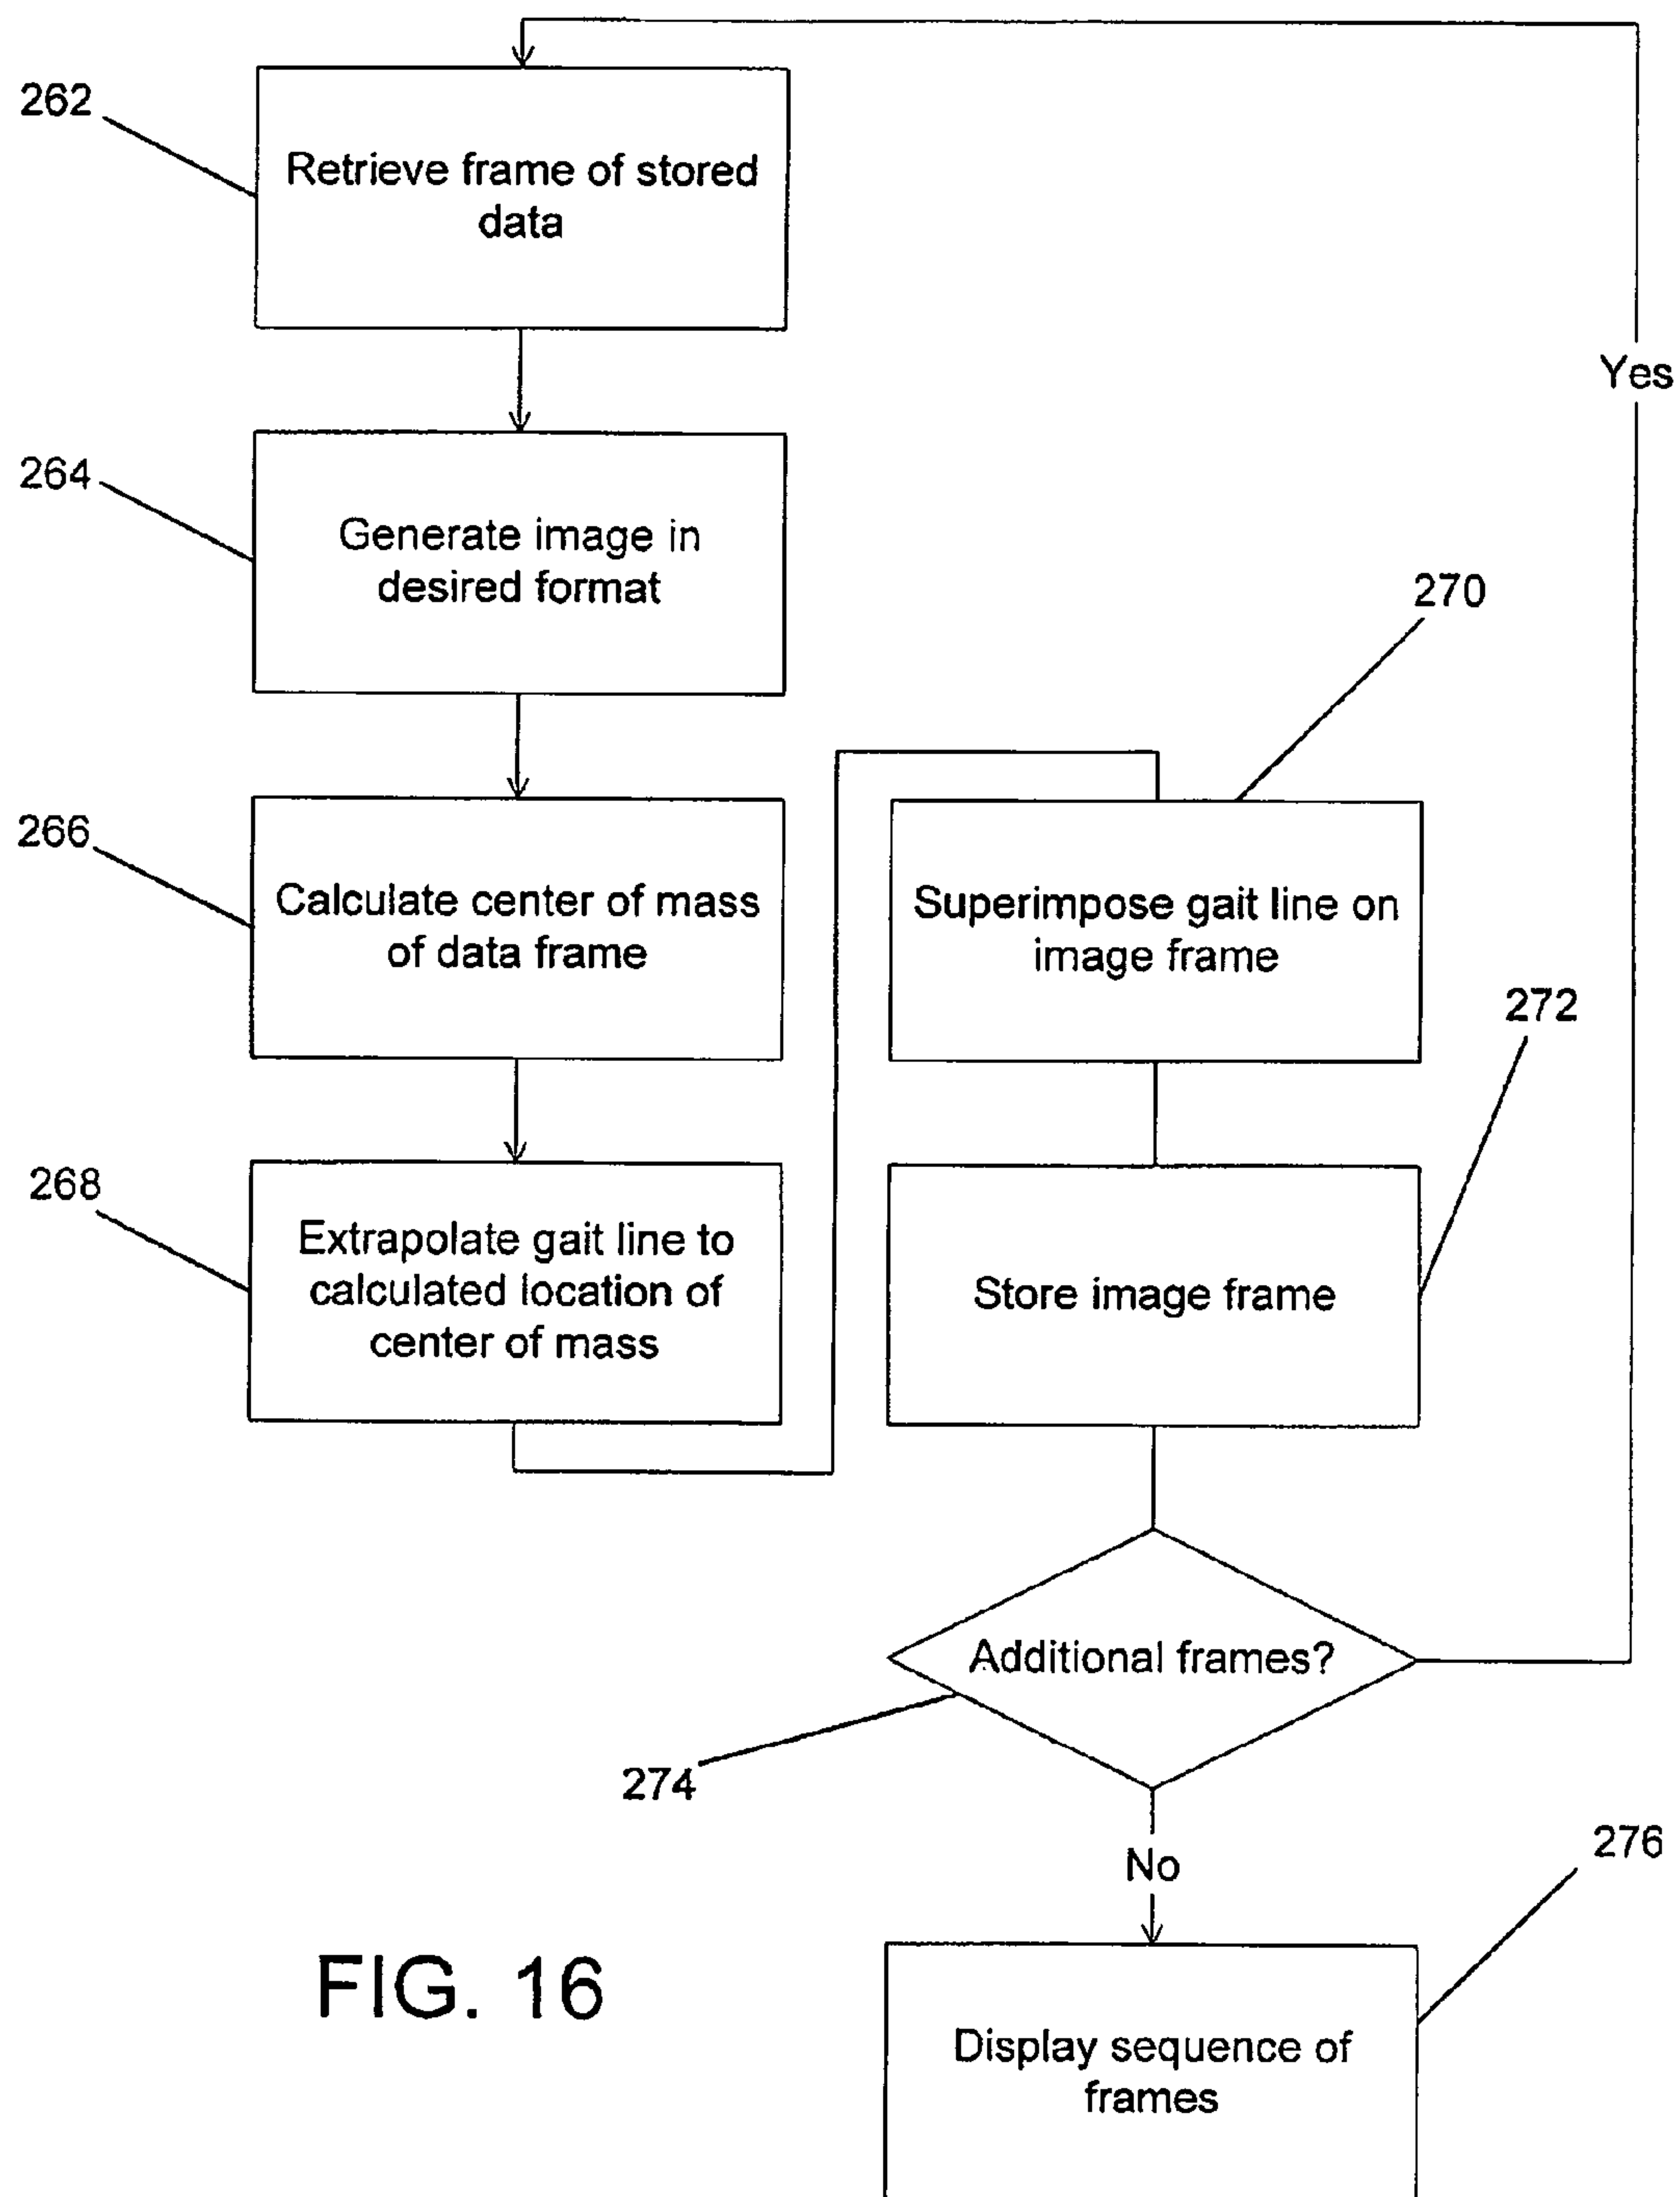 262
Retrieve frame of stored
data
Yes
264
Generate image in
desired format
270
266
Calculate center of mass
of data frame
Superimpose gait line on
image frame
272
268
Extrapolate gait line to
calculated location of
center of mass
Store image frame
Additional frames?
274
No
276
FIG. 16
Display sequence of
frames